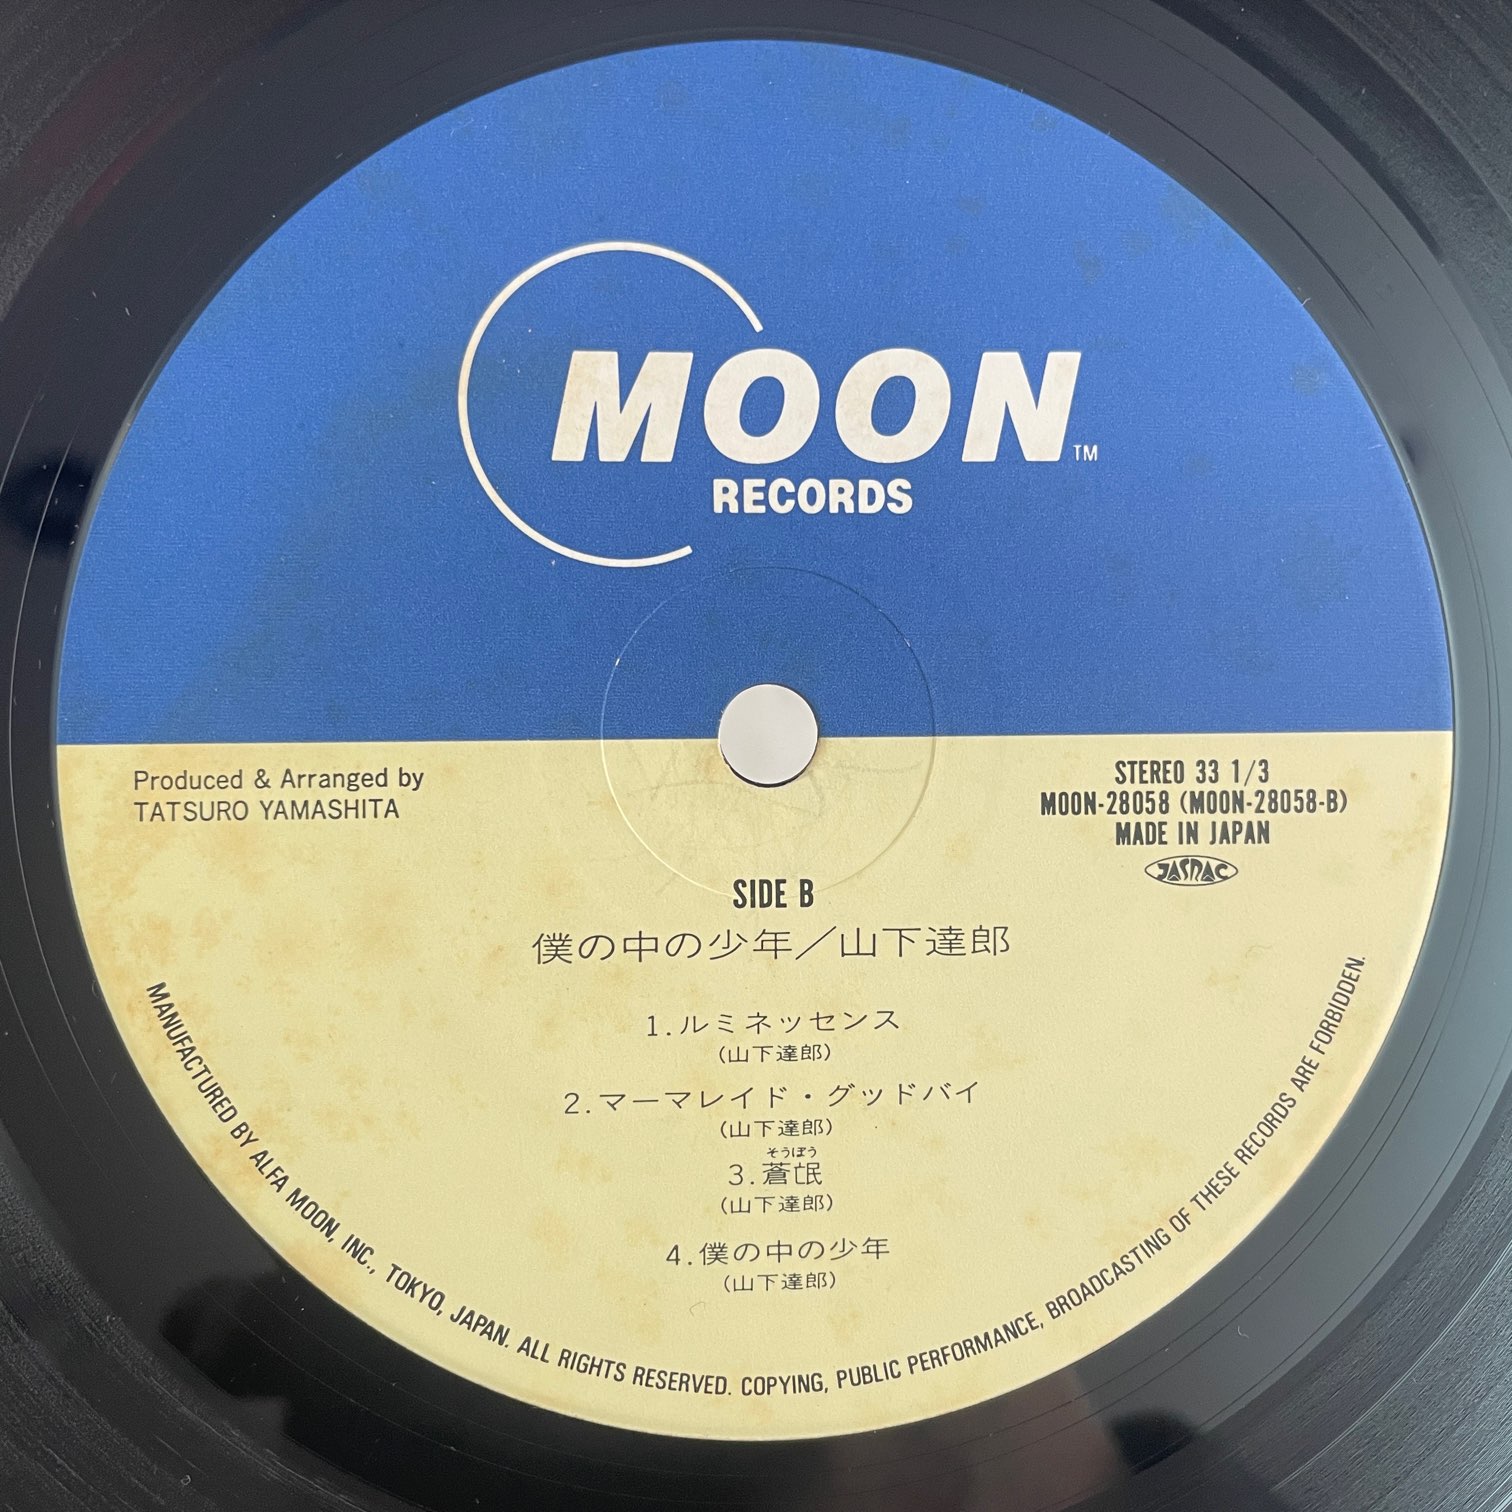 MOON™
RECORDS
Produced & Arranged by
TATSURO YAMASHITA
STEREO 33 1/3
MOON-28058 (MOON-28058-B)
MADE IN JAPAN
JASRAC
SIDE B
僕の中の少年／山下達郎
1.ルミネッセンス
(山下達郎)
2.マーマレイド・グッドバイ
(山下達郎)
そうぼう
3.蒼氓
(山下達郎)
4.僕の中の少年
(山下達郎)
MANUFACTURED BY ALFA MOON, INC., TOKYO, JAPAN. ALL RIGHTS RESERVED. COPYING, PUBLIC PERFORMANCE, BROADCASTING OF THESE RECORDS ARE FORBIDDEN.